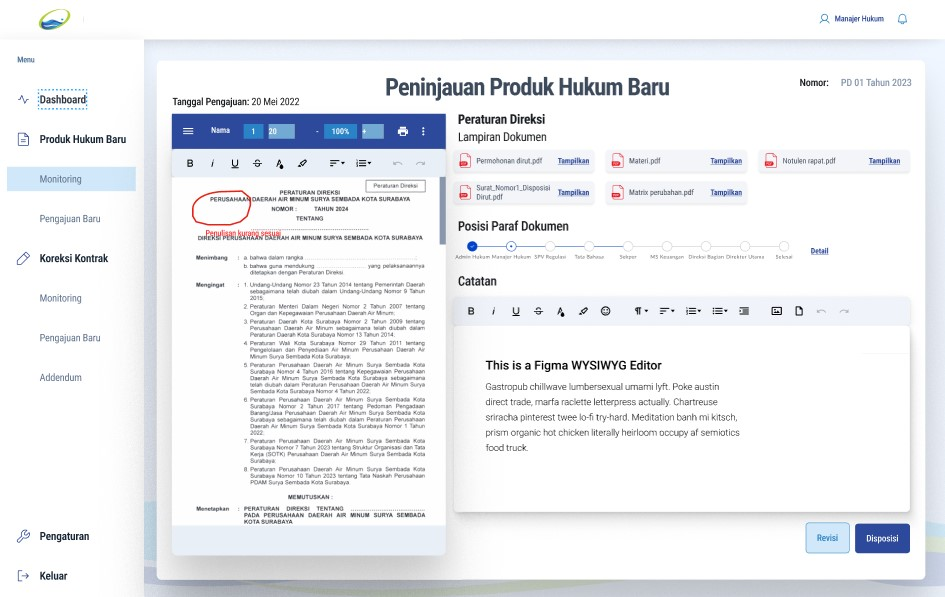 Manajer Hukum
Menu
Dashboard
Produk Hukum Baru
Monitoring
Pengajuan Baru
Koreksi Kontrak
Monitoring
Pengajuan Baru
Addendum
Pengaturan
Keluar
Peninjauan Produk Hukum Baru
Nomor: PD 01 Tahun 2023
Tanggal Pengajuan: 20 Mei 2022
Nama 1 20 - 100% +
Peraturan Direksi
PERATURAN DIREKSI
PERUSAHAAN DAERAH AIR MINUM SURYA SEMBADA KOTA SURABAYA
NOMOR : TAHUN 2024
TENTANG
Penulisan kurang sesuai
DIREKSI PERUSAHAAN DAERAH AIR MINUM SURYA SEMBADA KOTA SURABAYA
Menimbang : a. bahwa dalam rangka
b. bahwa guna mendukung yang pelaksanaannya
ditetapkan dengan Peraturan Direksi.
Mengingat : 1. Undang-Undang Nomor 23 Tahun 2014 tentang Pemerintah Daerah
sebagaimana telah diubah dalam Undang-Undang Nomor 9 Tahun
2015;
2. Peraturan Menteri Dalam Negeri Nomor 2 Tahun 2007 tentang
Organ dan Kepegawaian Perusahaan Daerah Air Minum;
3. Peraturan Daerah Kota Surabaya Nomor 2 Tahun 2009 tentang
Perusahaan Daerah Air Minum sebagaimana telah diubah dalam
Peraturan Daerah Kota Surabaya Nomor 13 Tahun 2014.
4. Peraturan Wali Kota Surabaya Nomor 29 Tahun 2011 tentang
Pengelolaan dan Penyediaan Air Minum Perusahaan Daerah Air
Minum Surya Sembada Kota Surabaya;
5. Peraturan Perusahaan Daerah Air Minum Surya Sembada Kota
Surabaya Nomor 4 Tahun 2016 tentang Kepegawaian Perusahaan
Daerah Air Minum Surya Sembada Kota Surabaya sebagaimana
telah diubah dalam Peraturan Perusahaan Daerah Air Minum Surya
Sembada Kota Surabaya Nomor 4 Tahun 2022.
6. Peraturan Perusahaan Daerah Air Minum Surya Sembada Kota
Surabaya Nomor 2 Tahun 2017 tentang Pedoman Pengadaan
Barang/Jasa Perusahaan Daerah Air Minum Surya Sembada Kota
Surabaya sebagaimana telah diubah dalam Peraturan Perusahaan
Daerah Air Minum Surya Sembada Kota Surabaya Nomor 1 Tahun
2022.
7. Peraturan Perusahaan Daerah Air Minum Surya Sembada Kota
Surabaya Nomor 7 Tahun 2023 tentang Struktur Organisasi dan Tata
Kerja (SOTK) Perusahaan Daerah Air Minum Surya Sembada Kota
Surabaya;
8. Peraturan Perusahaan Daerah Air Minum Surya Sembada Kota
Surabaya Nomor 10 Tahun 2023 tentang Tata Naskah Perusahaan
PDAM Surya Sembada Kota Surabaya.
MEMUTUSKAN :
Menetapkan : PERATURAN DIREKSI TENTANG
PADA PERUSAHAAN DAERAH AIR MINUM SURYA SEMBADA
KOTA SURABAYA
Peraturan Direksi
Lampiran Dokumen
Permohonan dirut.pdf Tampilkan
Materi.pdf Tampilkan
Notulen rapat.pdf Tampilkan
Surat_Nomor1_Disposisi
Dirut.pdf Tampilkan
Matrix perubahan.pdf Tampilkan
Posisi Paraf Dokumen
Admin Hukum Manajer Hukum SPV Regulasi Tata Bahasa Sekper MS Keuangan Direksi Bagian Direktur Utama Selesai
Detail
Catatan
This is a Figma WYSIWYG Editor
Gastropub chillwave lumbersexual umami lyft. Poke austin
direct trade, marfa raclette letterpress actually. Chartreuse
sriracha pinterest twee lo-fi try-hard. Meditation banh mi kitsch,
prism organic hot chicken literally heirloom occupy af semiotics
food truck.
Revisi
Disposisi